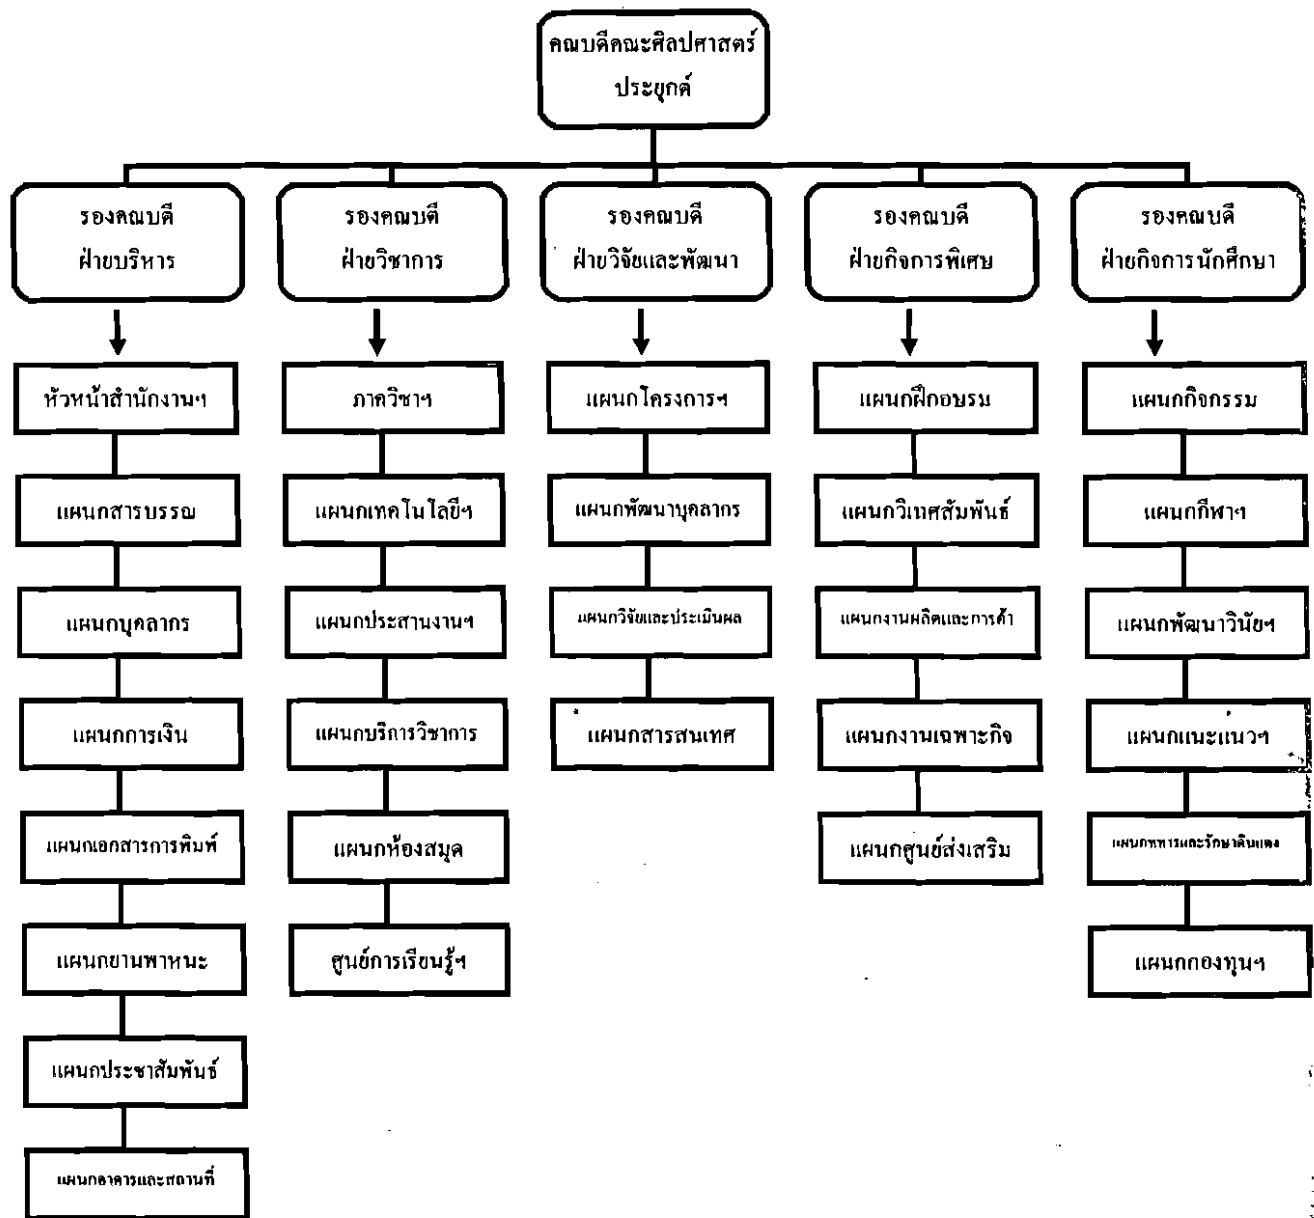 คณบดีคณะศิลปศาสตร์
ประยุกต์
รองคณบดี
ฝ่ายบริหาร
รองคณบดี
ฝ่ายวิชาการ
รองคณบดี
ฝ่ายวิจัยและพัฒนา
รองคณบดี
ฝ่ายกิจการพิเศษ
รองคณบดี
ฝ่ายกิจการนักศึกษา
หัวหน้าสำนักงานฯ
แผนกสารบรรณ
แผนกบุคลากร
แผนกการเงิน
แผนกเอกสารการพิมพ์
แผนกยานพาหนะ
แผนกประชาสัมพันธ์
แผนกอาคารและสถานที่
ภาควิชาฯ
แผนกเทคโนโลยีฯ
แผนกประสานงานฯ
แผนกบริการวิชาการ
แผนกห้องสมุด
ศูนย์การเรียนรู้ฯ
แผนกโครงการฯ
แผนกพัฒนาบุคลากร
แผนกวิจัยและประเมินผล
แผนกสารสนเทศ
แผนกฝึกอบรม
แผนกวิเทศสัมพันธ์
แผนกงานผลิตและการค้า
แผนกงานเฉพาะกิจ
แผนกศูนย์ส่งเสริม
แผนกกิจกรรม
แผนกกีฬาฯ
แผนกพัฒนาวินัยฯ
แผนกแนะแนวฯ
แผนกทหารและรักษาดินแดง
แผนกกองทุนฯ